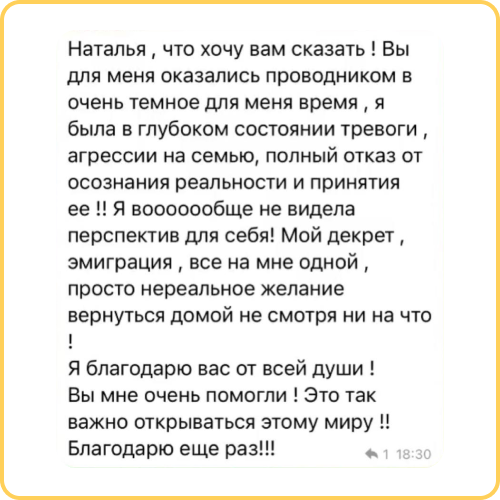 Наталья , что хочу вам сказать ! Вы
для меня оказались проводником в
очень темное для меня время , я
была в глубоком состоянии тревоги ,
агрессии на семью, полный отказ от
осознания реальности и принятия
ее !! Я вооооообще не видела
перспектив для себя! Мой декрет ,
эмиграция , все на мне одной ,
просто нереальное желание
вернуться домой не смотря ни на что
!
Я благодарю вас от всей души !
Вы мне очень помогли ! Это так
важно открываться этому миру !!
Благодарю еще раз!!!
1 18:30